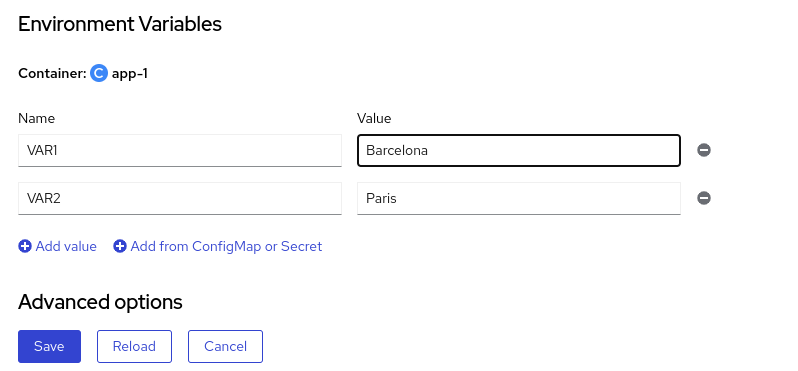 Environment Variables
Container: C app-1
Name Value
VAR1 Barcelona
VAR2 Paris
Add value Add from ConfigMap or Secret
Advanced options
Save Reload Cancel